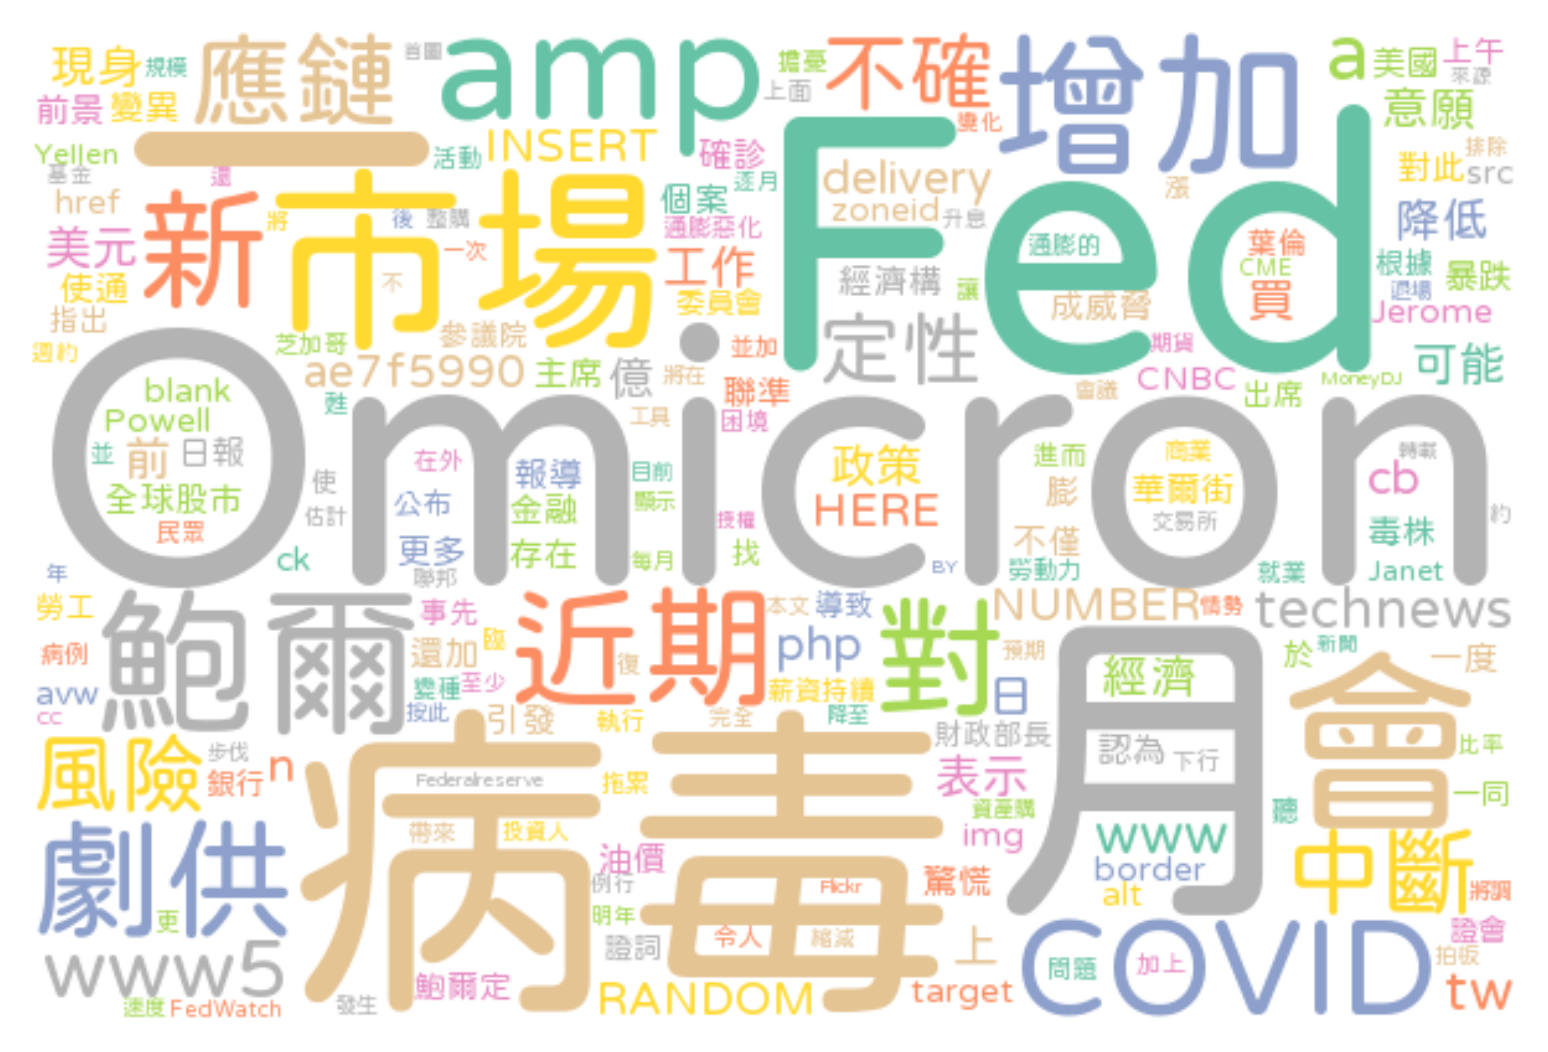 現身
規模
應鏈
首圖
amp
擔憂
上面
不確
增加
a
美國
上午
來源
前景
變異
意願
變化
Yellen
一
活動
INSERT
確診
Fed
排除
基金
還
逐月
delivery
漲
對此
src
href
新
將
市場
後
整購
個案
zoneid
升息
降低
美元
一次
通膨惡化
通膨的
葉倫
使通
不
工作
經濟構
讓
CME
根據
暴跌
指出
委員會
成威脅
買
退場
Jerome
週約
芝加哥
參議院
並加
定性
期貨
可能
Omicron
ae7f5990
主席
億
將在
聯準
CNBC
會議
出席
MoneyDJ
blank
甦
工具
困境
Powell
並
前
日報
在外
報導
目前
政策
進而
商業
轉載
cb
全球股市
使
公布
金融
顯示
HERE
膨
華爾街
民眾
估計
授權
交易所
約
ck
更多
存在
每月
找
不僅
毒株
年
聯邦
BY
勞動力
就業
Janet
勞工
鮑爾
事先
近期
本文
導致
對
NUMBER
情勢
technews
病例
還加
臨
復
php
預期
經濟
於
新聞
一度
avw
變種
至少
薪資持續
日
月
會
cc
按此
引發
執行
完全
降至
財政部長
風險
步伐
病毒
認為
下行
比率
銀行
n
Federalreserve
拖累
表示
一同
劇供
帶來
投資人
資產購
聽
img
www
中斷
油價
驚慌
border
例行
Flickr
alt
將調
更
明年
www5
證詞
令人
縮減
上
COVID
問題
加上
證會
拍板
鮑爾定
速度
FedWatch
發生
RANDOM
target
tw